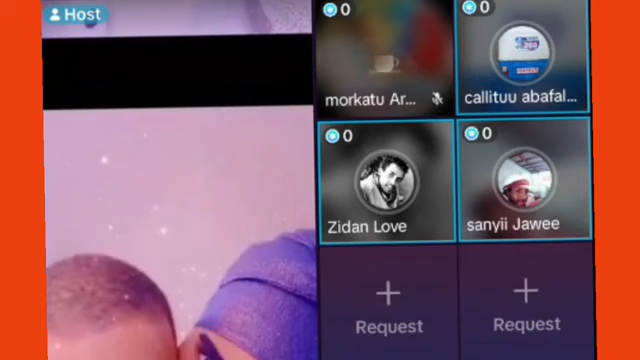 Host
0
0
morkatu Ar...
callituu abafal...
0
0
Zidan Love
sanyii Jawee
Request
Request